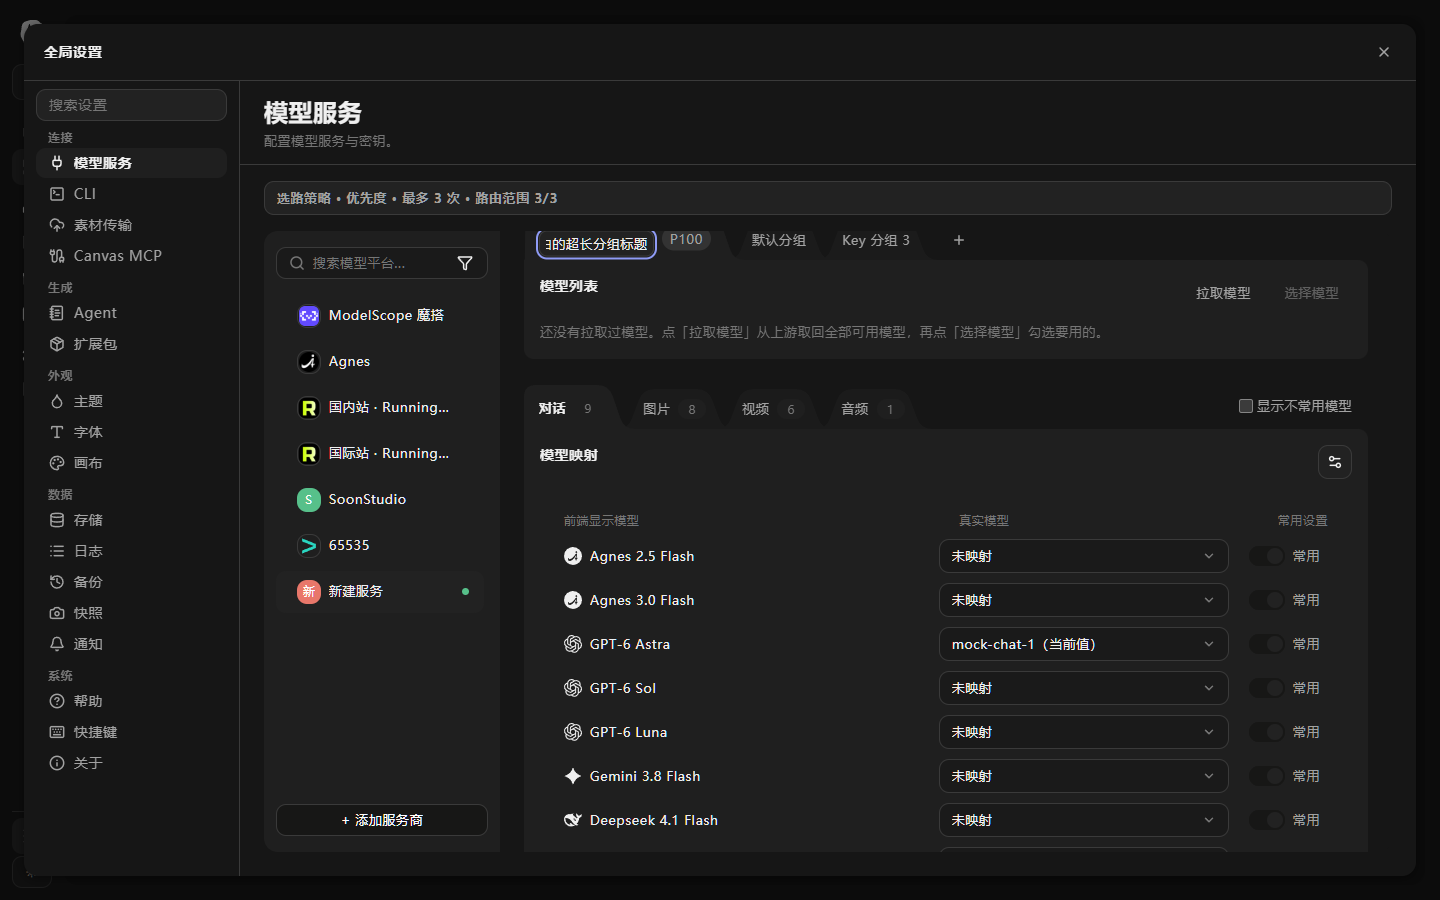 全局设置
搜索设置
连接
模型服务
CLI
素材传输
Canvas MCP
生成
Agent
扩展包
外观
主题
字体
画布
数据
存储
日志
备份
快照
通知
系统
帮助
快捷键
关于
模型服务
配置模型服务与密钥。
选路策略 • 优先度 • 最多 3 次 • 路由范围 3/3
搜索模型平台...
ModelScope 魔搭
Agnes
国内站 · Running...
国际站 · Running...
S SoonStudio
65535
新 新建服务
+ 添加服务商
的超长分组标题 P100 默认分组 Key 分组 3 +
模型列表
拉取模型 选择模型
还没有拉取过模型。点「拉取模型」从上游取回全部可用模型，再点「选择模型」勾选要用的。
对话 9 图片 8 视频 6 音频 1 显示不常用模型
模型映射
前端显示模型 真实模型 常用设置
Agnes 2.5 Flash 未映射 常用
Agnes 3.0 Flash 未映射 常用
GPT-6 Astra mock-chat-1（当前值） 常用
GPT-6 Sol 未映射 常用
GPT-6 Luna 未映射 常用
Gemini 3.8 Flash 未映射 常用
Deepseek 4.1 Flash 未映射 常用